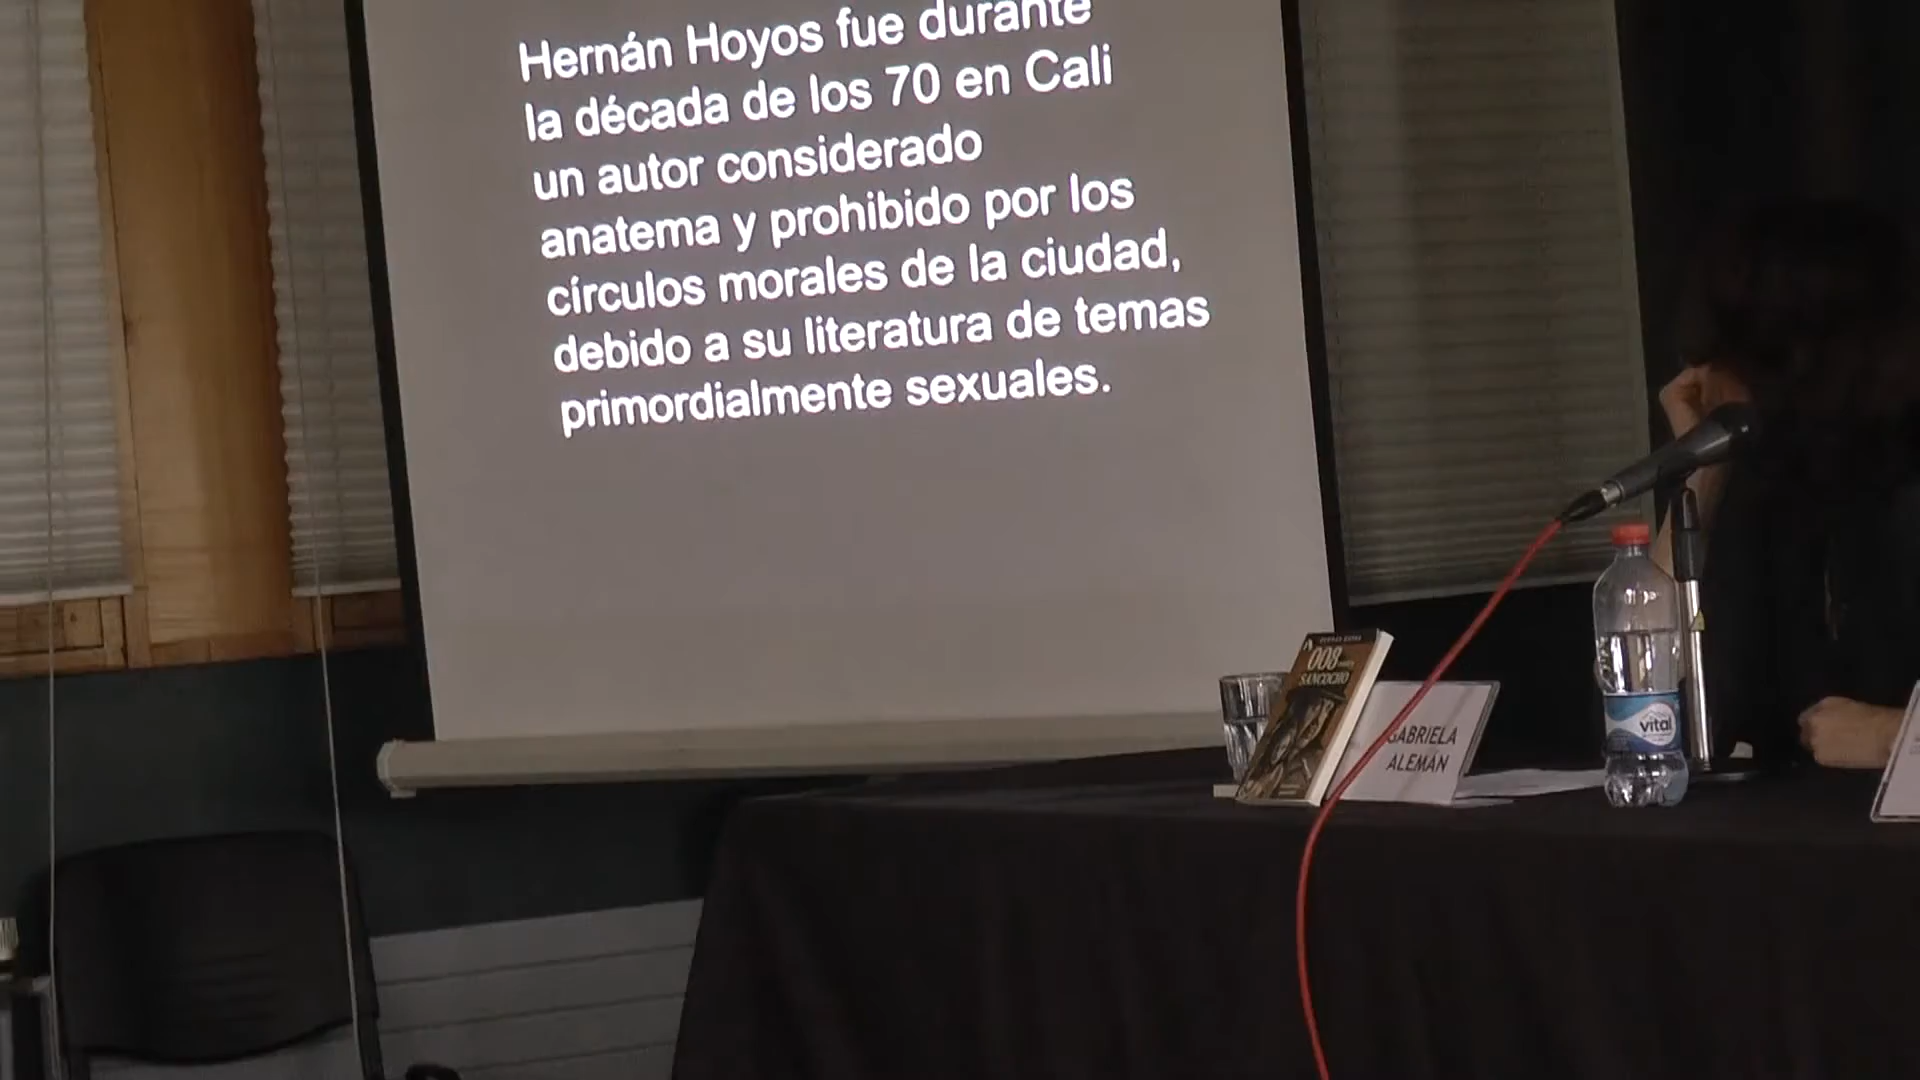 Hernán Hoyos fue durante
la década de los 70 en Cali
un autor considerado
anatema y prohibido por los
círculos morales de la ciudad,
debido a su literatura de temas
primordialmente sexuales.
008
SANCOCHO
GABRIELA
ALEMÁN
vital